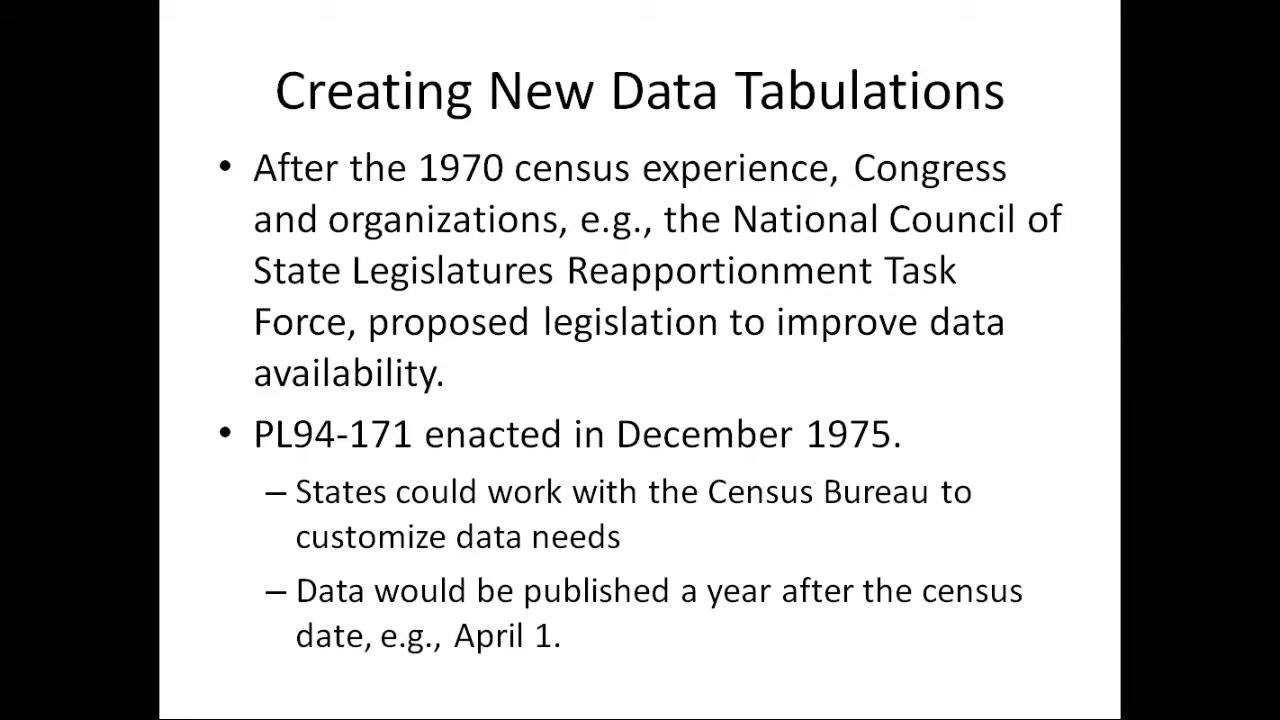 Creating New Data Tabulations
• After the 1970 census experience, Congress
and organizations, e.g., the National Council of
State Legislatures Reapportionment Task
Force, proposed legislation to improve data
availability.
• PL94-171 enacted in December 1975.
– States could work with the Census Bureau to
customize data needs
– Data would be published a year after the census
date, e.g., April 1.